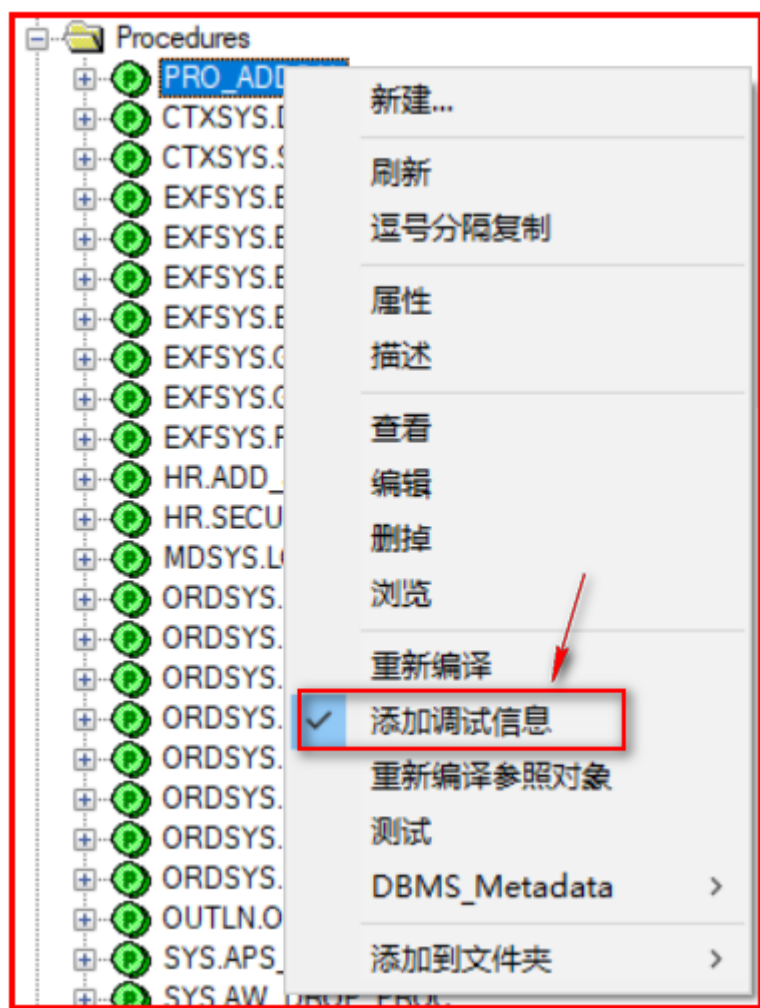 Procedures
PRO_ADD
CTXSYS.
CTXSYS.S
EXFSYS.E
EXFSYS.E
EXFSYS.E
EXFSYS.E
EXFSYS.G
EXFSYS.G
EXFSYS.F
HR.ADD_
HR.SECU
MDSYS.L
ORDSYS.
ORDSYS.
ORDSYS.
ORDSYS.
ORDSYS.
ORDSYS.
ORDSYS.
ORDSYS.
OUTLN.O
SYS.APS_
SYS.AW_DROP_PROC
新建...
刷新
逗号分隔复制
属性
描述
查看
编辑
删掉
浏览
重新编译
添加调试信息
重新编译参照对象
测试
DBMS_Metadata
添加到文件夹